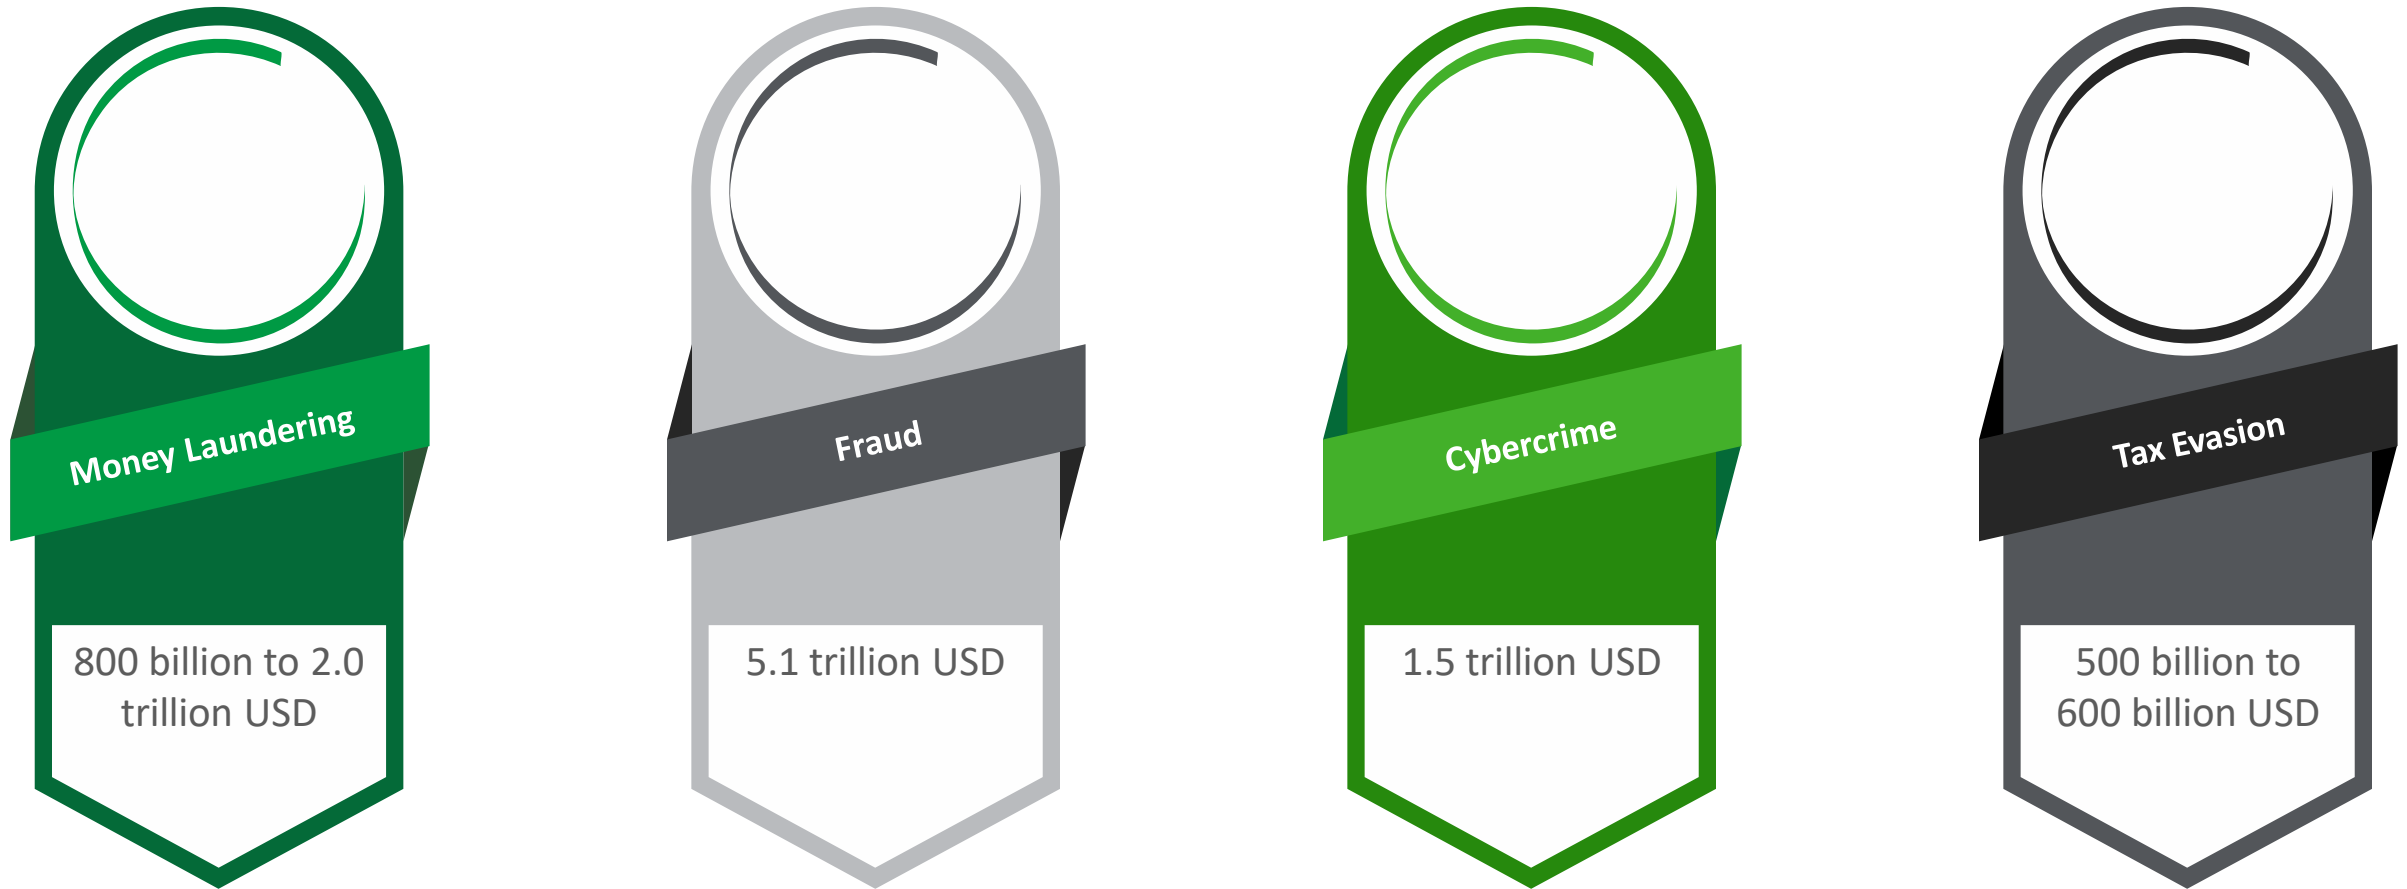 Money Laundering
800 billion to 2.0
trillion USD
Fraud
5.1 trillion USD
Cybercrime
1.5 trillion USD
Tax Evasion
500 billion to
600 billion USD